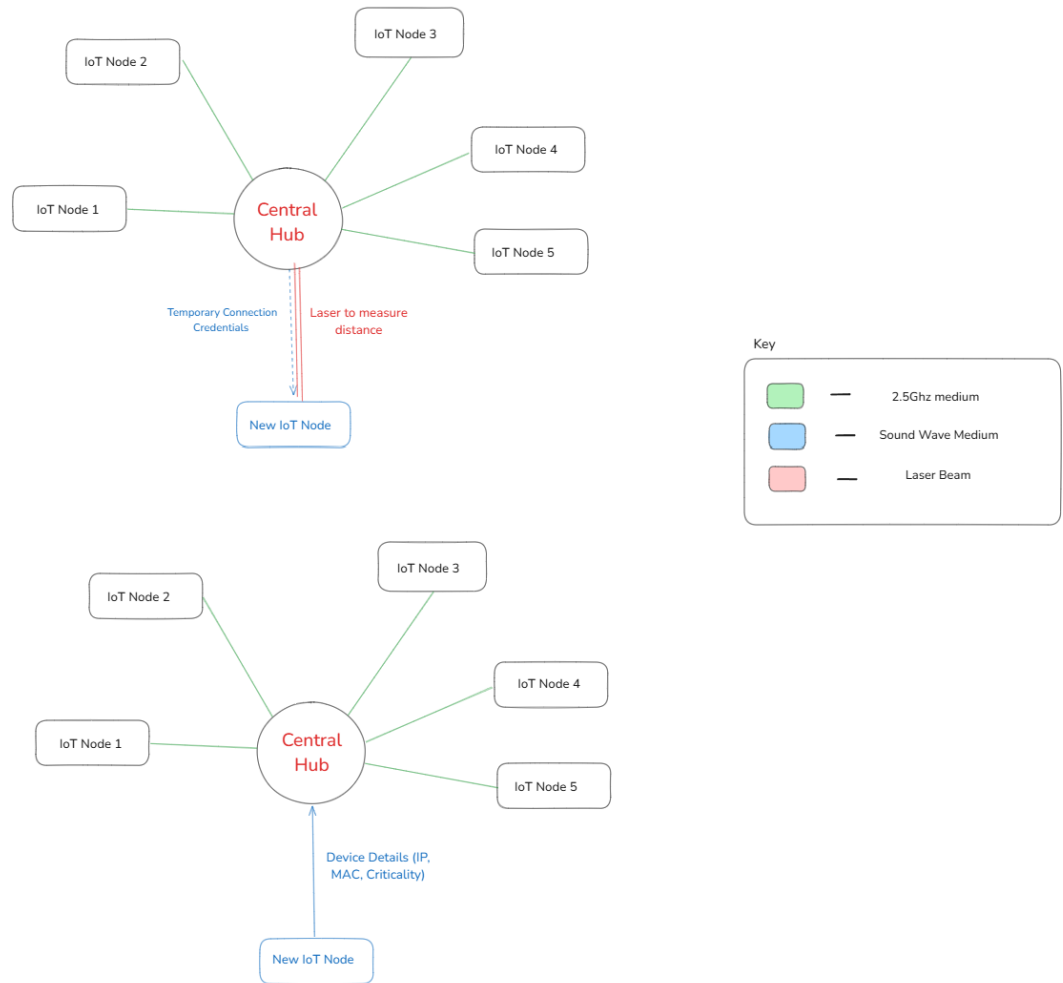 IoT Node 3
IoT Node 2
IoT Node 4
IoT Node 1
Central
Hub
IoT Node 5
Temporary Connection
Credentials
Laser to measure
distance
New IoT Node
Key
2.5Ghz medium
Sound Wave Medium
Laser Beam
IoT Node 3
IoT Node 2
IoT Node 4
IoT Node 1
Central
Hub
IoT Node 5
Device Details (IP,
MAC, Criticality)
New IoT Node